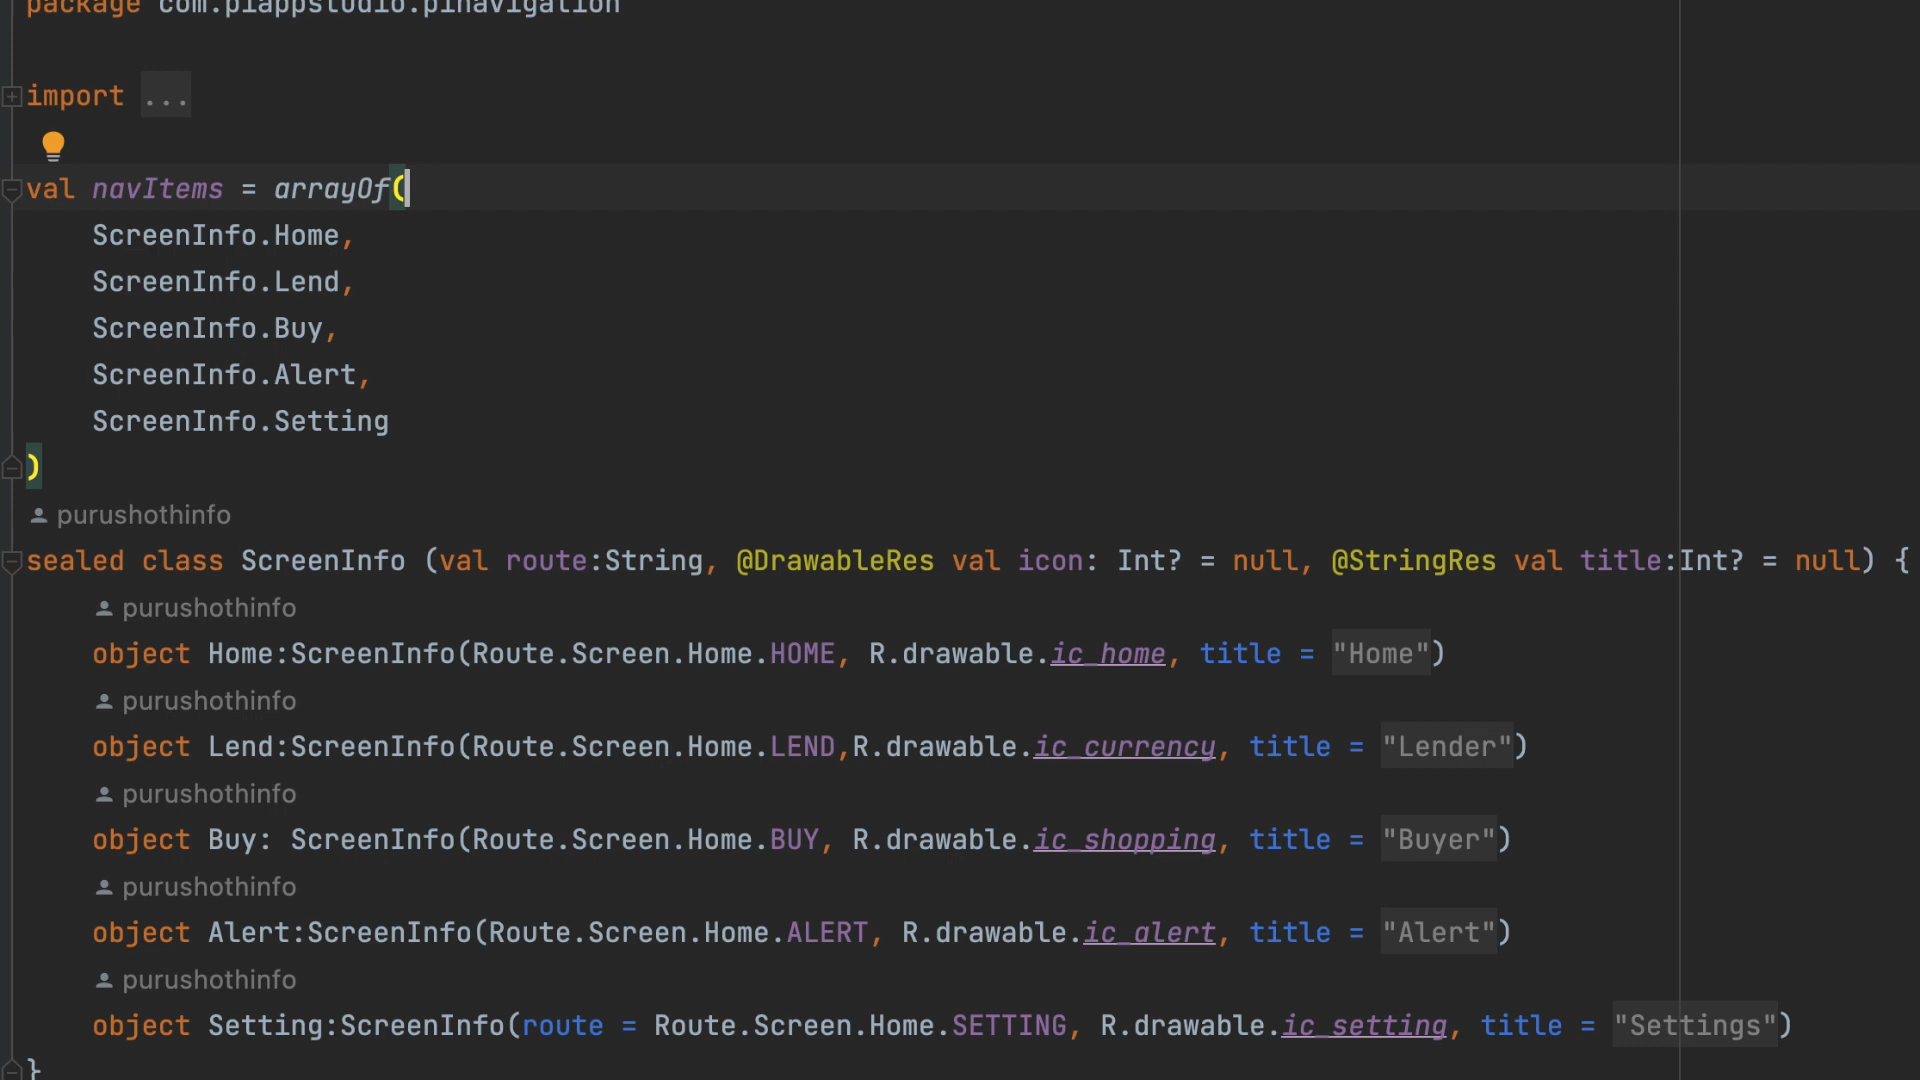 package com.piappstudio.pinavigation
import ...
val navItems = arrayOf(
ScreenInfo.Home,
ScreenInfo.Lend,
ScreenInfo.Buy,
ScreenInfo.Alert,
ScreenInfo.Setting
)
purushothinfo
sealed class ScreenInfo (val route:String, @DrawableRes val icon: Int? = null, @StringRes val title:Int? = null) {
purushothinfo
object Home:ScreenInfo(Route.Screen.Home.HOME, R.drawable.ic_home, title = "Home")
purushothinfo
object Lend:ScreenInfo(Route.Screen.Home.LEND,R.drawable.ic_currency, title = "Lender")
purushothinfo
object Buy: ScreenInfo(Route.Screen.Home.BUY, R.drawable.ic_shopping, title = "Buyer")
purushothinfo
object Alert:ScreenInfo(Route.Screen.Home.ALERT, R.drawable.ic_alert, title = "Alert")
purushothinfo
object Setting:ScreenInfo(route = Route.Screen.Home.SETTING, R.drawable.ic_setting, title = "Settings")
}